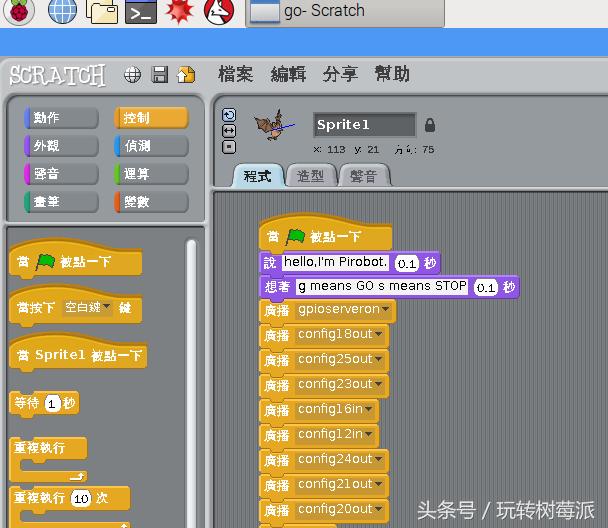 go- Scratch
SCRATCH 檔案 編輯 分享 幫助
動作 控制
外觀 偵測
聲音 運算
畫筆 變數
Sprite1
x: 113 y: 21 方向: 75
程式 造型 聲音
當 被點一下
當按下 空白鍵 鍵
當 Sprite1 被點一下
等待 1 秒
重複執行
重複執行 10 次
當 被點一下
說 hello,I'm Pirobot. 0.1 秒
想著 g means GO s means STOP 0.1 秒
廣播 gpioserveron
廣播 config18out
廣播 config25out
廣播 config23out
廣播 config16in
廣播 config12in
廣播 config24out
廣播 config21out
廣播 config20out
头条号 / 玩转树莓派